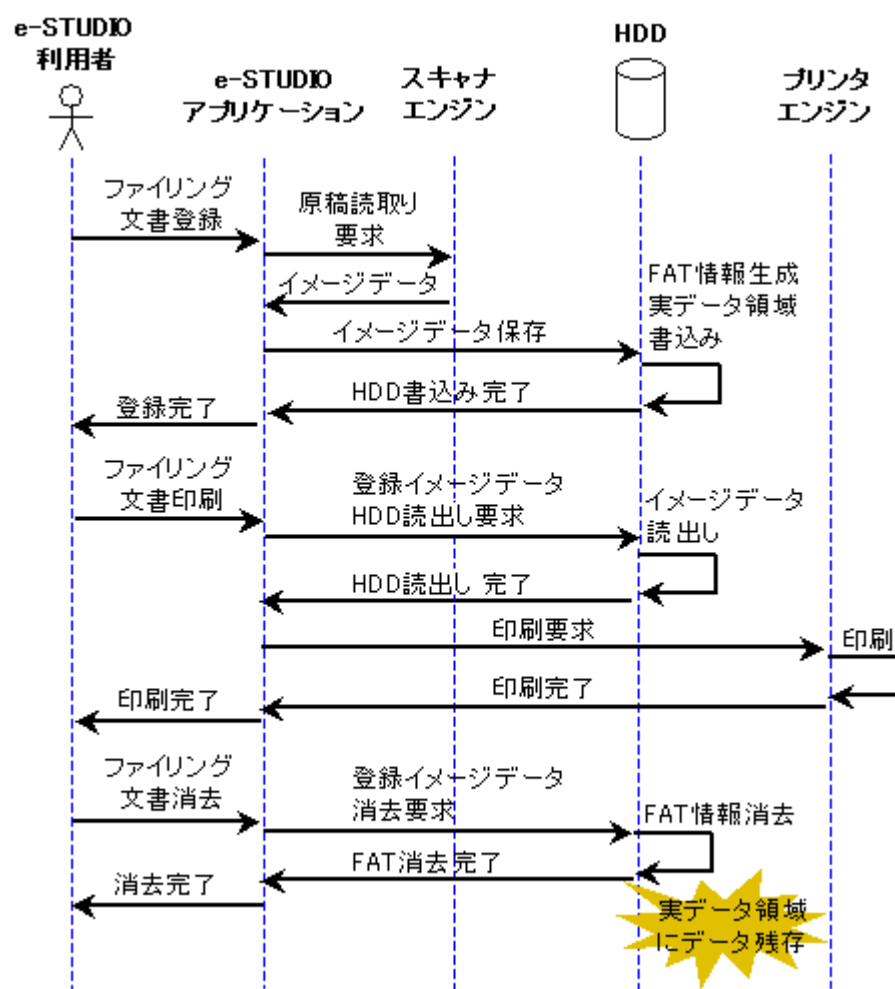 e-STUDIO
利用者
e-STUDIO
アプリケーション
スキャナ
エンジン
HDD
プリンタ
エンジン
ファイリング
文書登録
原稿読取り
要求
イメージデータ
イメージデータ保存
FAT情報生成
実データ領域
書込み
HDD書込み完了
登録完了
ファイリング
文書印刷
登録イメージデータ
HDD読出し要求
イメージデータ
読出し
HDD読出し 完了
印刷要求
印刷
印刷完了
印刷完了
ファイリング
文書消去
登録イメージデータ
消去要求
FAT情報消去
FAT消去完了
消去完了
実データ領域
にデータ残存